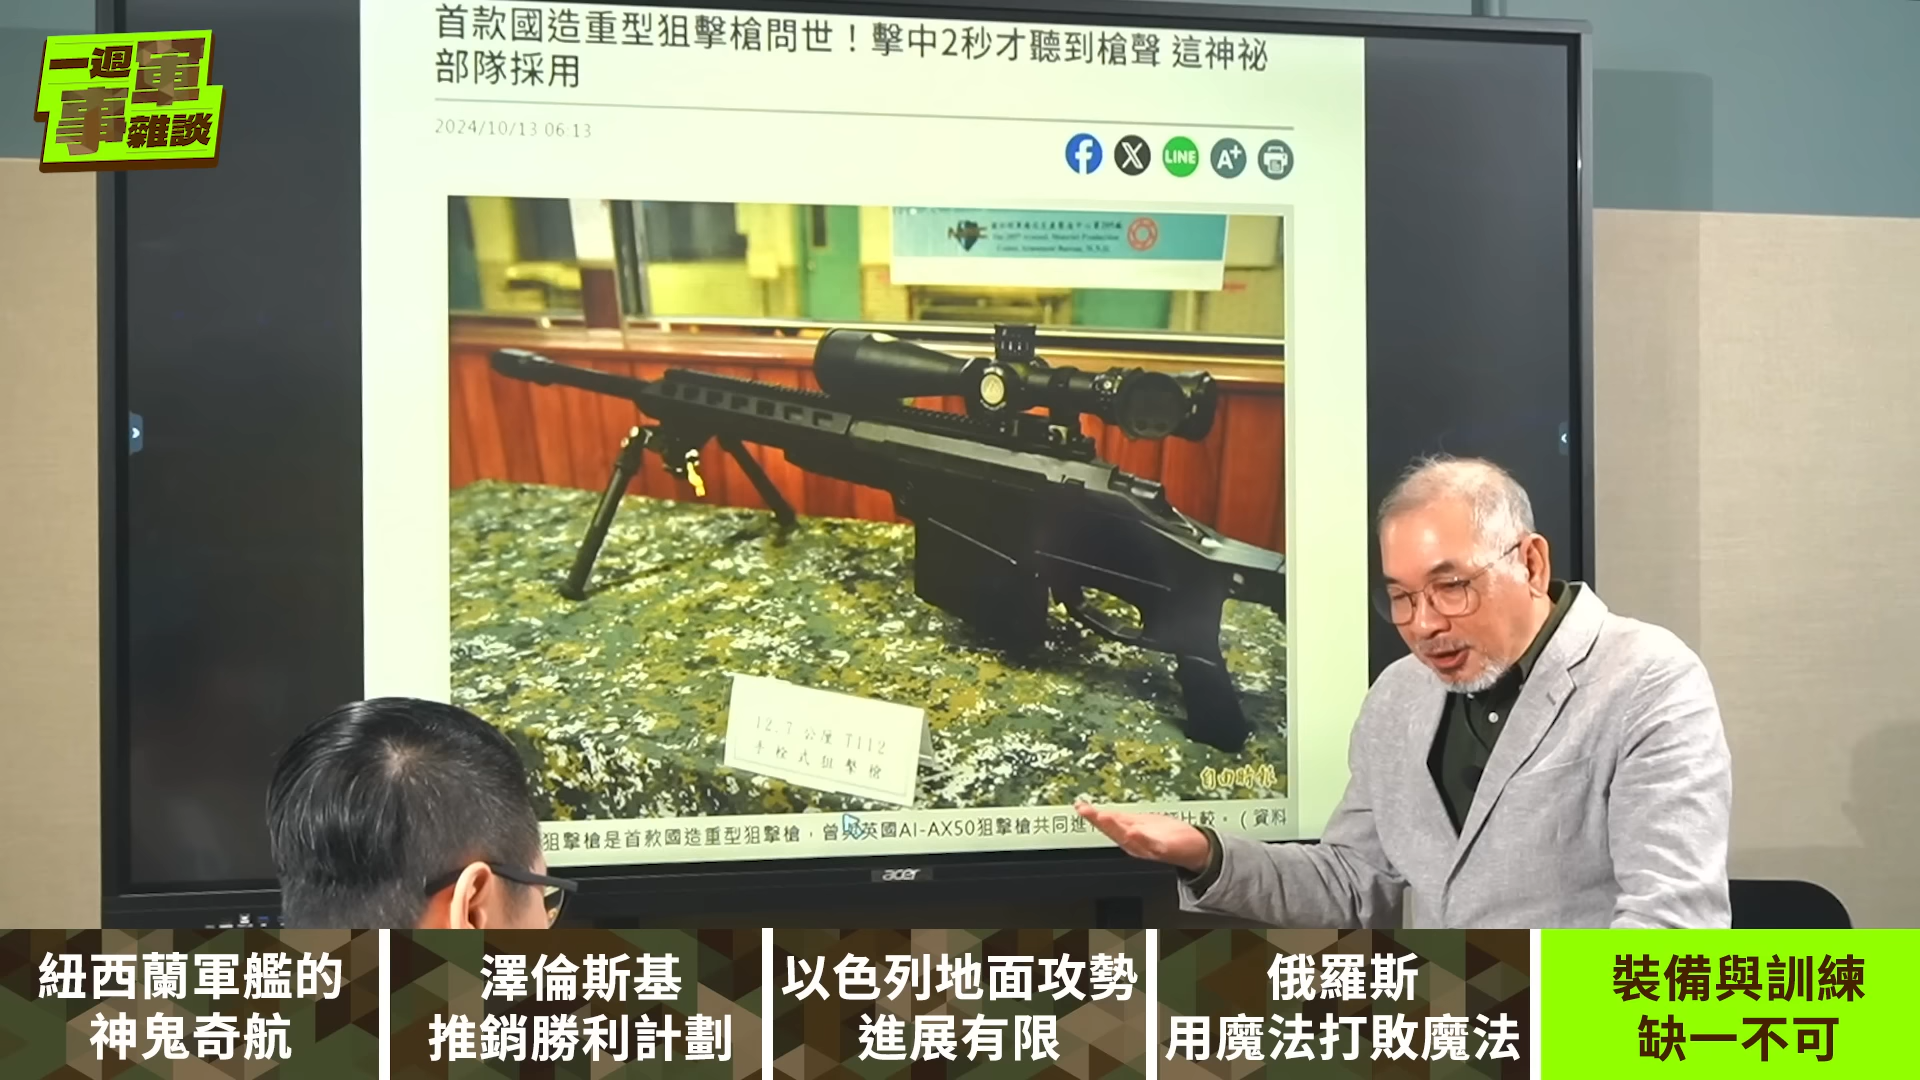 一週
軍
事
雜談
首款國造重型狙擊槍問世！擊中2秒才聽到槍聲 這神祕
部隊採用
2024/10/13 06:13
LINE
A+
12.7 公厘 T112
手栓式狙擊槍
自由時報
狙擊槍是首款國造重型狙擊槍，曾與英國AI-AX50狙擊槍共同進
比較。（資料
acer
紐西蘭軍艦的
神鬼奇航
澤倫斯基
推銷勝利計劃
以色列地面攻勢
進展有限
俄羅斯
用魔法打敗魔法
裝備與訓練
缺一不可